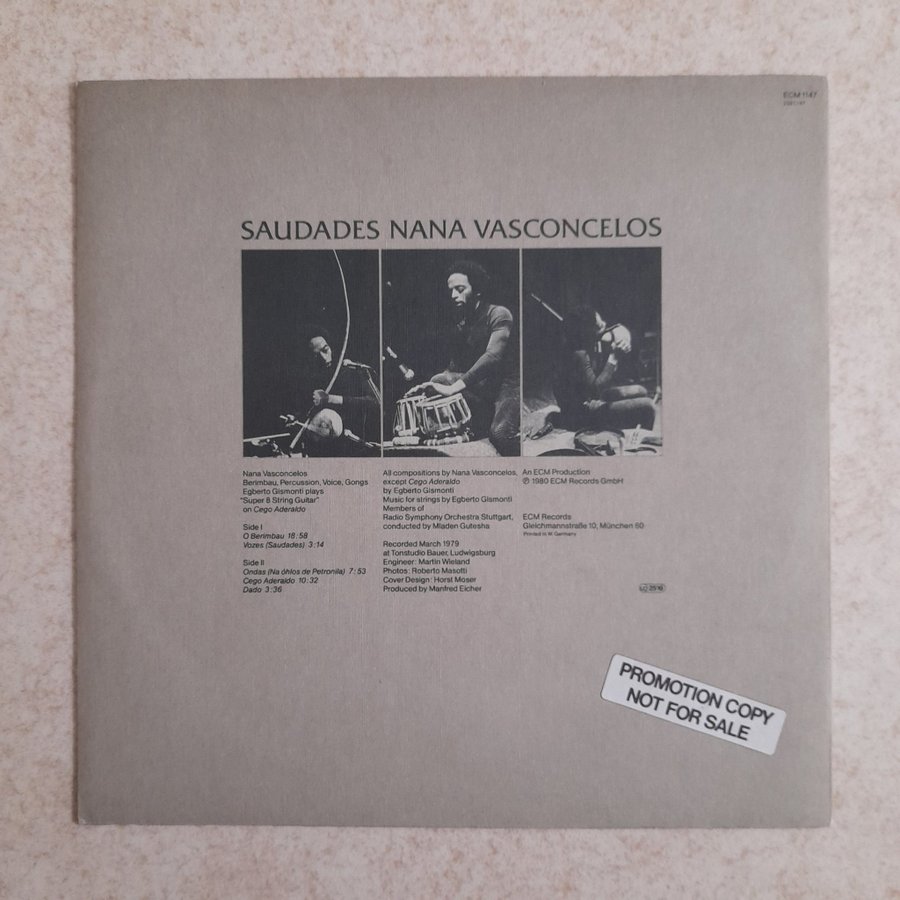 ECM 1147
2301 147
SAUDADES NANA VASCONCELOS
Nana Vasconcelos
Berimbau, Percussion, Voice, Gongs
Egberto Gismonti plays
"Super 8 String Guitar"
on Cego Aderaldo
Side I
O Berimbau 18:58
Vozes (Saudades) 3:14
Side II
Ondas (Na óhlos de Petronila) 7:53
Cego Aderaldo 10:32
Dado 3:36
All compositions by Nana Vasconcelos,
except Cego Aderaldo
by Egberto Gismonti
Music for strings by Egberto Gismonti
Members of
Radio Symphony Orchestra Stuttgart,
conducted by Mladen Gutesha
Recorded March 1979
at Tonstudio Bauer, Ludwigsburg
Engineer: Martin Wieland
Photos: Roberto Masotti
Cover Design: Horst Moser
Produced by Manfred Eicher
An ECM Production
℗ 1980 ECM Records GmbH
ECM Records
Gleichmannstraße 10, München 60
Printed in W. Germany
LC 2516
PROMOTION COPY
NOT FOR SALE